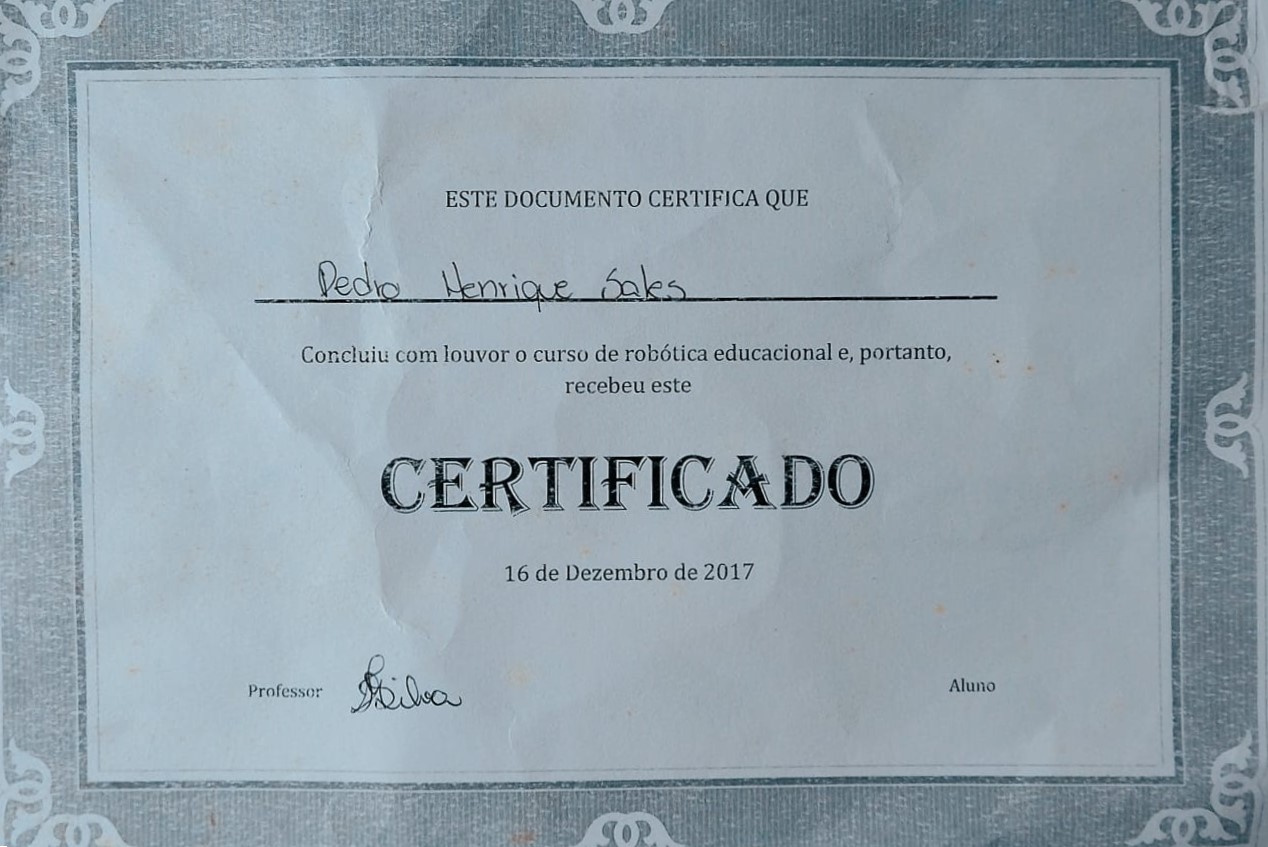 ESTE DOCUMENTO CERTIFICA QUE
Pedro Henrique Sales
Concluiu com louvor o curso de robótica educacional e, portanto,
recebeu este
CERTIFICADO
16 de Dezembro de 2017
Professor
Aluno